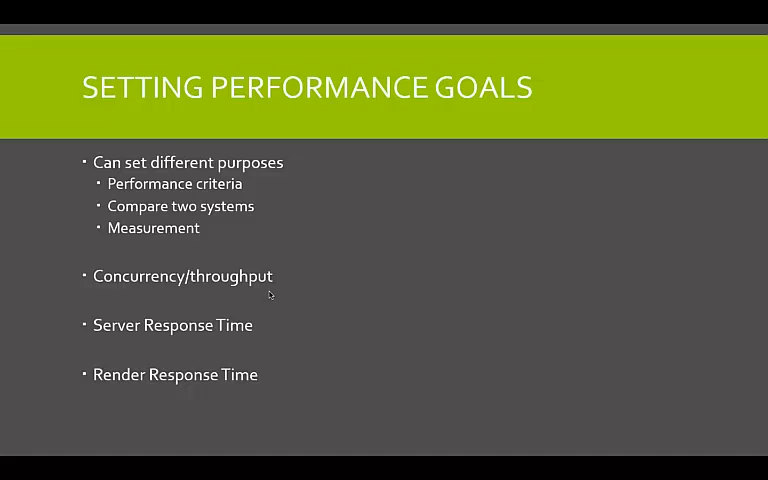 SETTING PERFORMANCE GOALS
▪ Can set different purposes
▪ Performance criteria
▪ Compare two systems
▪ Measurement
▪ Concurrency/throughput
▪ Server Response Time
▪ Render Response Time